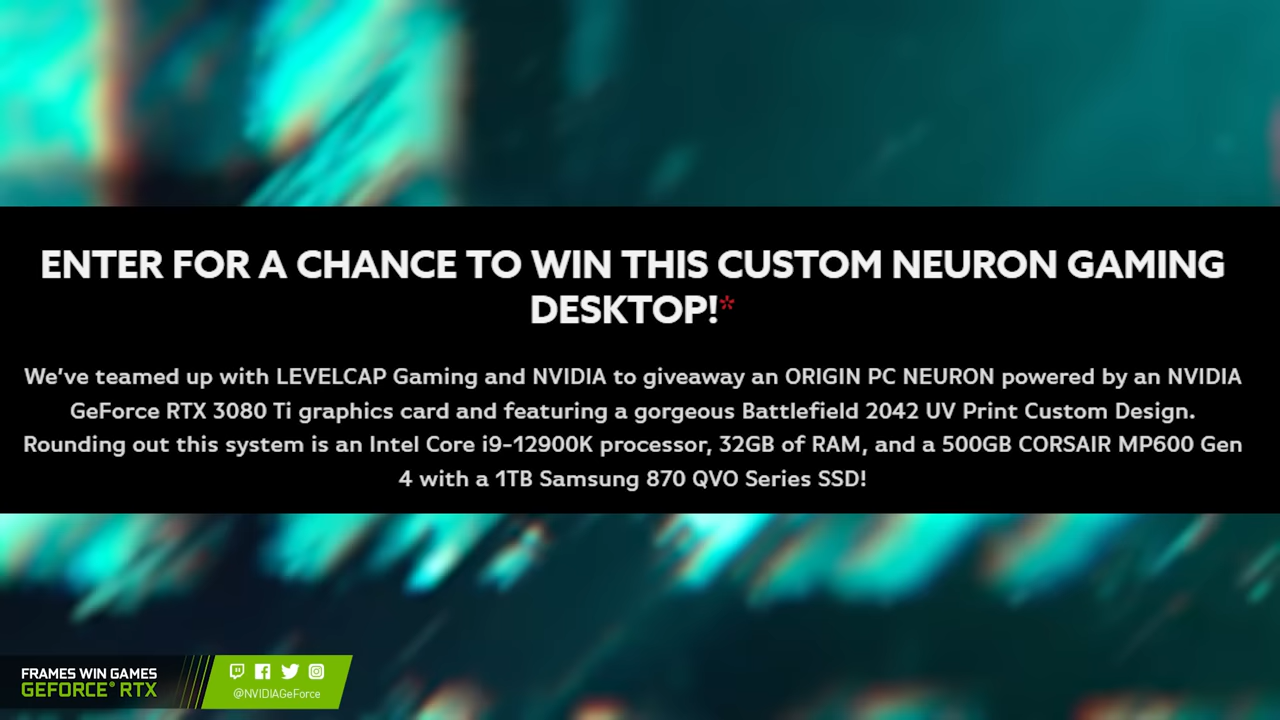 ENTER FOR A CHANCE TO WIN THIS CUSTOM NEURON GAMING
DESKTOP!*
We’ve teamed up with LEVELCAP Gaming and NVIDIA to giveaway an ORIGIN PC NEURON powered by an NVIDIA
GeForce RTX 3080 Ti graphics card and featuring a gorgeous Battlefield 2042 UV Print Custom Design.
Rounding out this system is an Intel Core i9-12900K processor, 32GB of RAM, and a 500GB CORSAIR MP600 Gen
4 with a 1TB Samsung 870 QVO Series SSD!
FRAMES WIN GAMES
GEFORCE® RTX
@NVIDIAGeForce